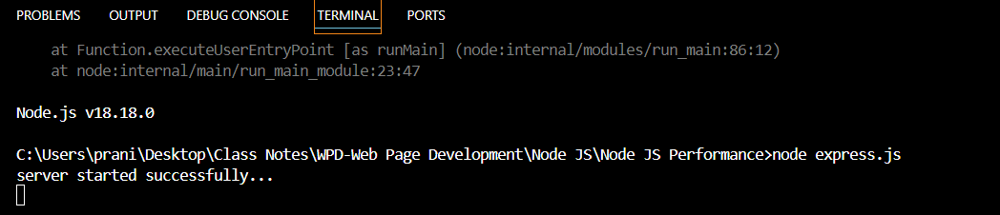 PROBLEMS OUTPUT DEBUG CONSOLE TERMINAL PORTS
at Function.executeUserEntryPoint [as runMain] (node:internal/modules/run_main:86:12)
at node:internal/main/run_main_module:23:47
Node.js v18.18.0
C:\Users\prani\Desktop\Class Notes\WPD-Web Page Development\Node JS\Node JS Performance>node express.js
server started successfully...